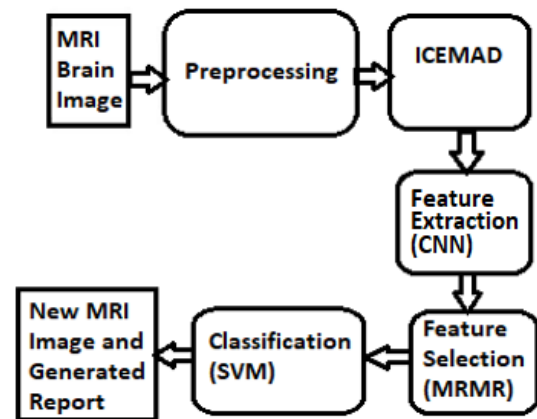 MRI
Brain
Image
Preprocessing
ICEMAD
Feature
Extraction
(CNN)
Feature
Selection
(MRMR)
Classification
(SVM)
New MRI
Image and
Generated
Report